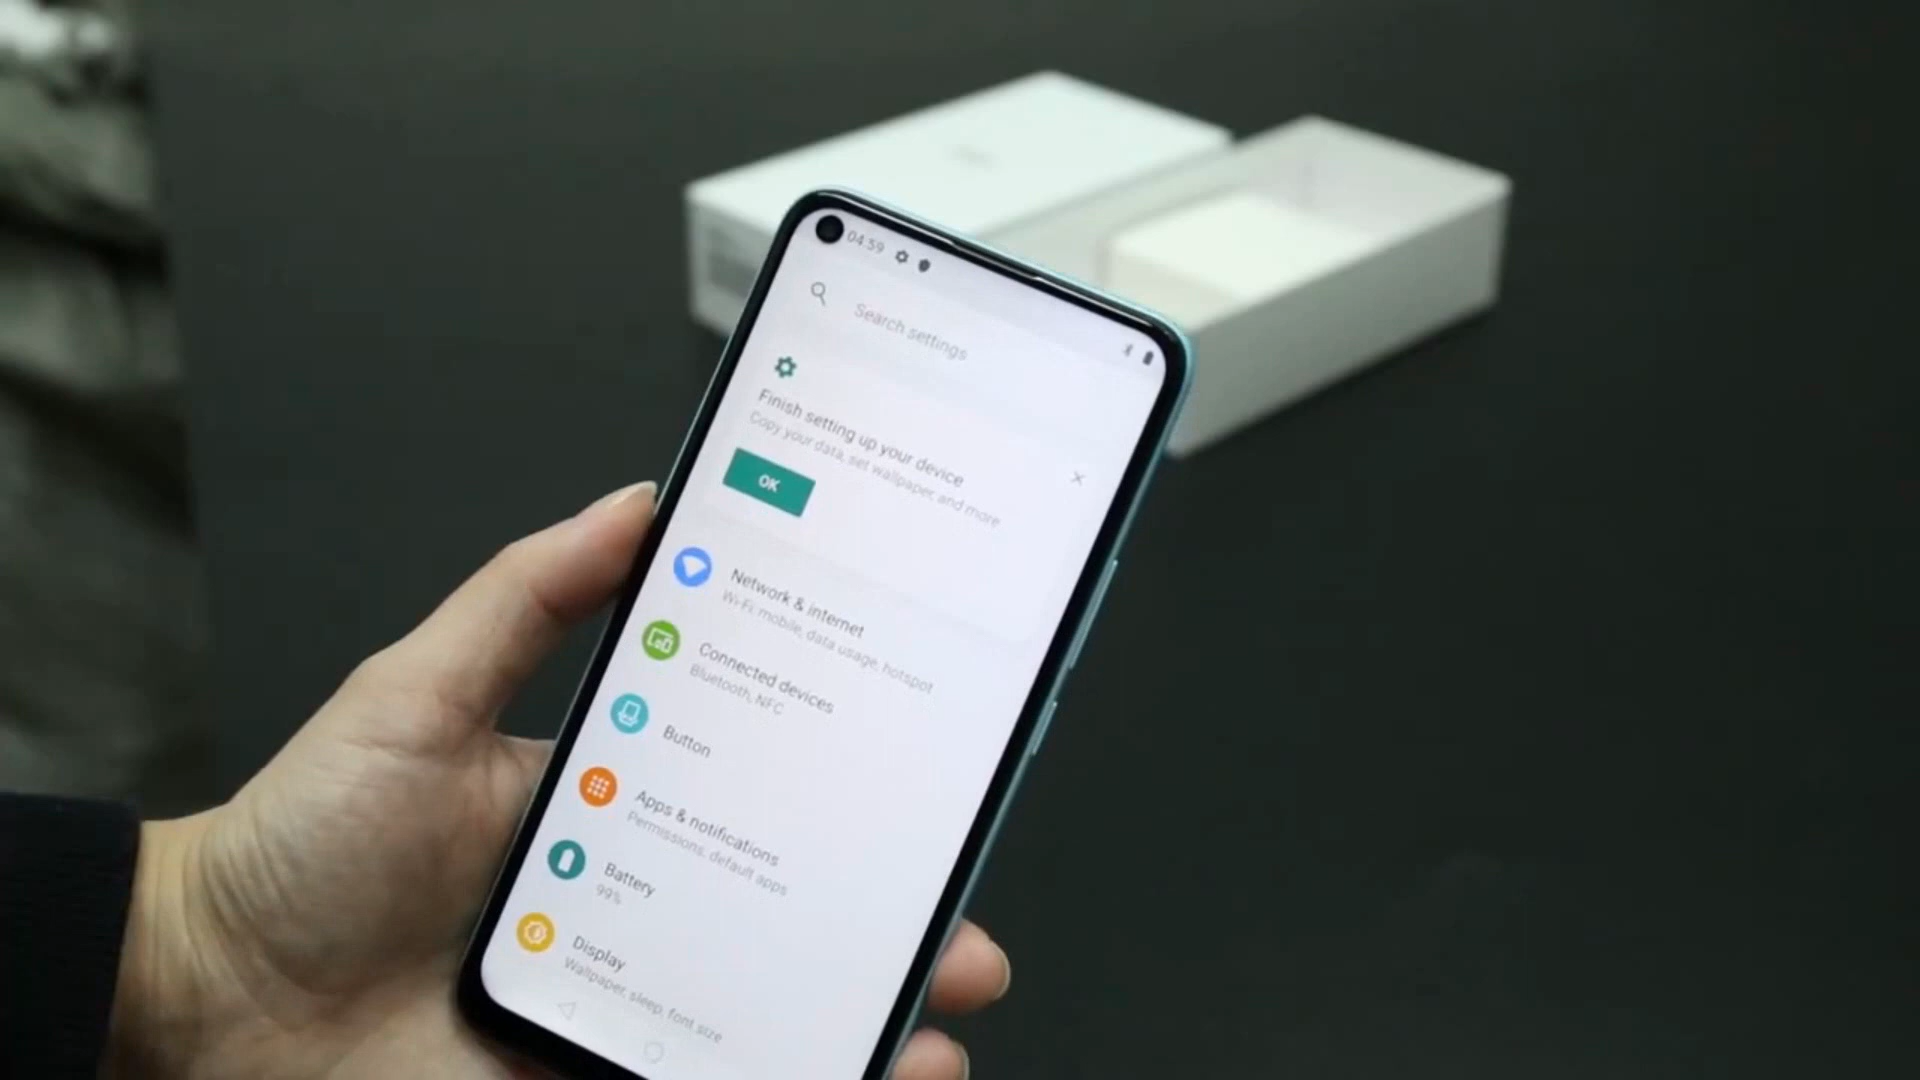 04:59
Search settings
Finish setting up your device
Copy your data, set wallpaper, and more
OK
Network & internet
Wi-Fi, mobile, data usage, hotspot
Connected devices
Bluetooth, NFC
Button
Apps & notifications
Permissions, default apps
Battery
99%
Display
Wallpaper, sleep, font size